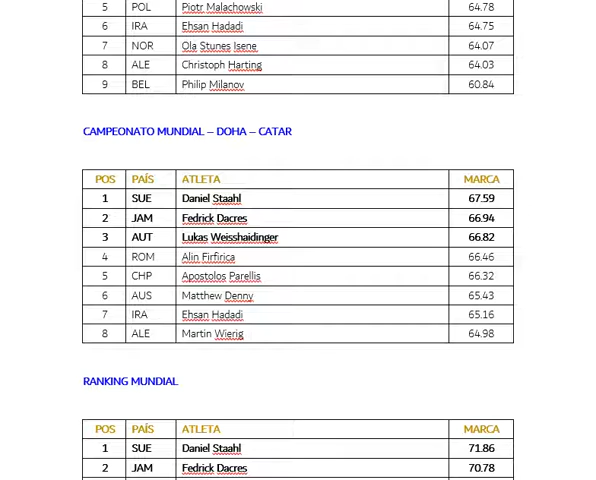 5 POL Piotr Malachowski 64.78
6 IRA Ehsan Hadadi 64.75
7 NOR Ola Stunes Isene 64.07
8 ALE Christoph Harting 64.03
9 BEL Philip Milanov 60.84
CAMPEONATO MUNDIAL – DOHA – CATAR
POS PAÍS ATLETA MARCA
1 SUE Daniel Staahl 67.59
2 JAM Fedrick Dacres 66.94
3 AUT Lukas Weisshaidinger 66.82
4 ROM Alin Firfirica 66.46
5 CHP Apostolos Parellis 66.32
6 AUS Matthew Denny 65.43
7 IRA Ehsan Hadadi 65.16
8 ALE Martin Wierig 64.98
RANKING MUNDIAL
POS PAÍS ATLETA MARCA
1 SUE Daniel Staahl 71.86
2 JAM Fedrick Dacres 70.78